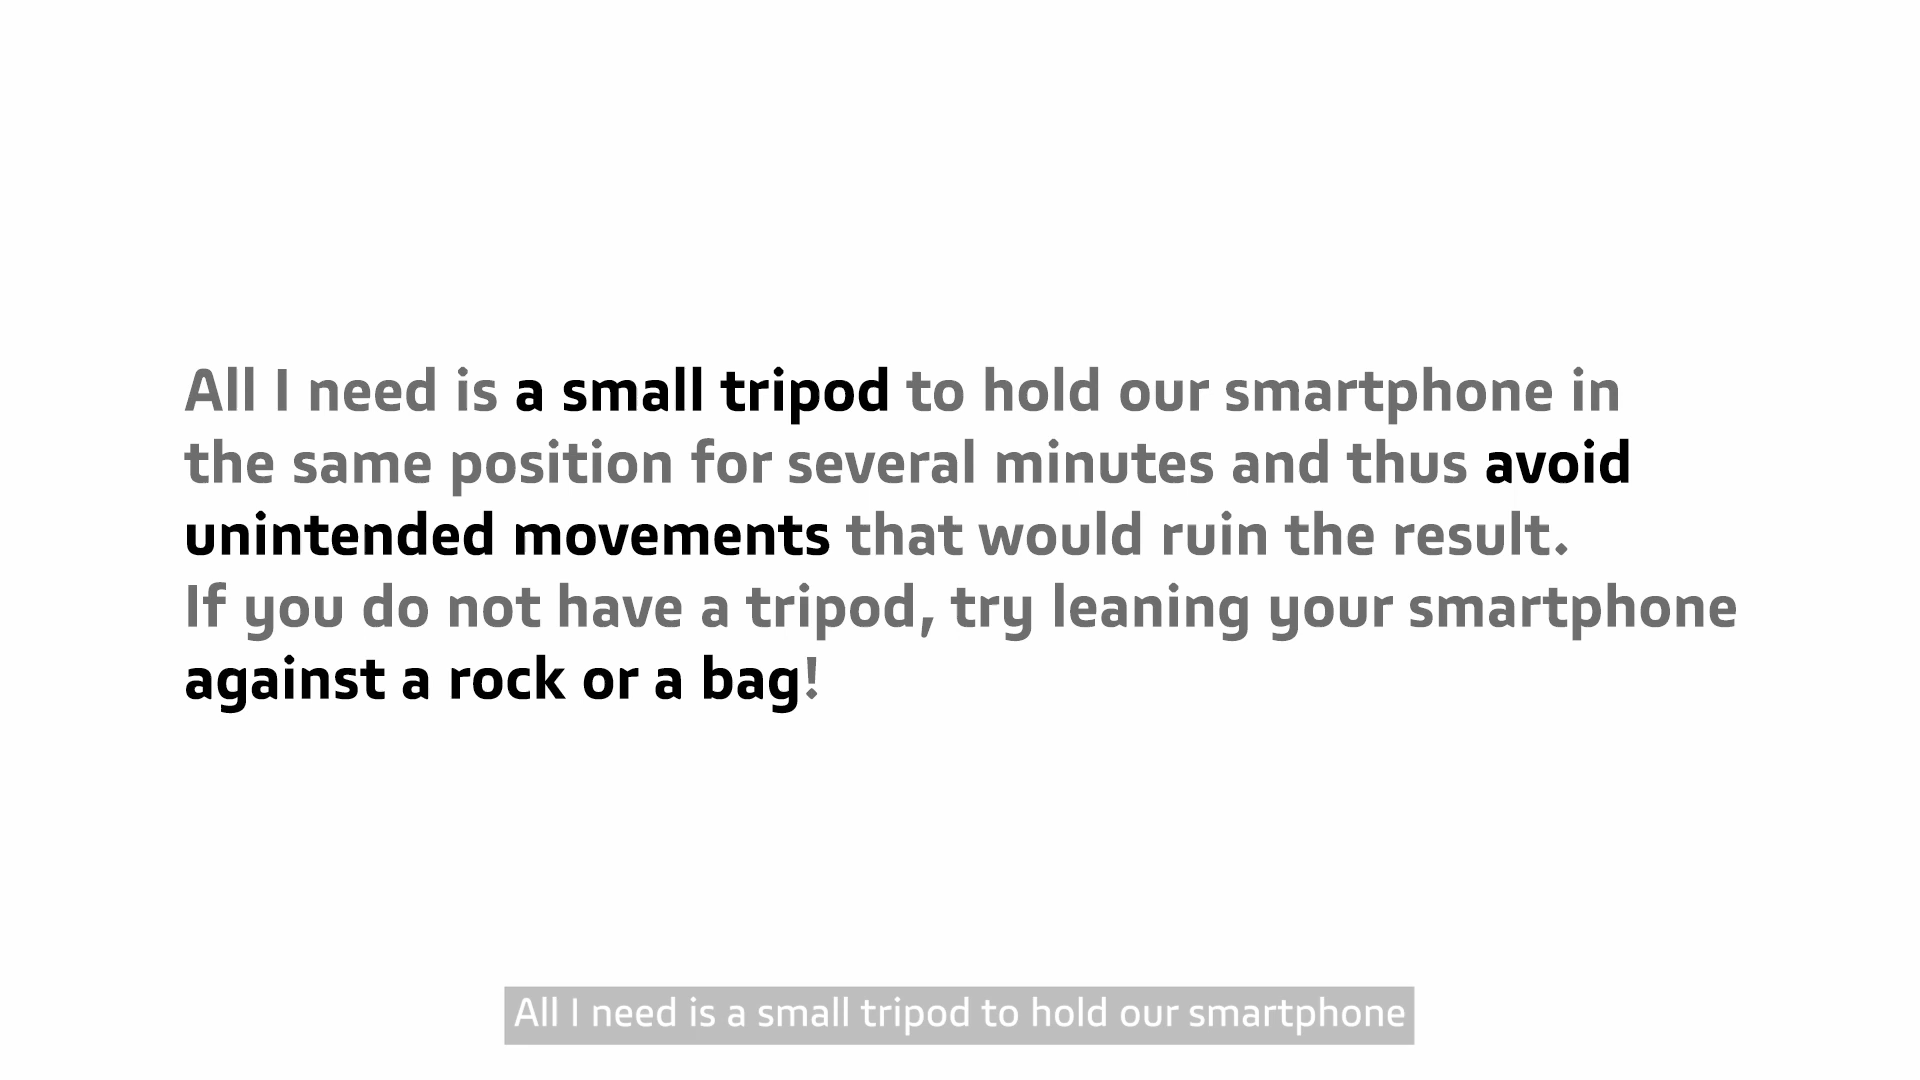 All I need is a small tripod to hold our smartphone in
the same position for several minutes and thus avoid
unintended movements that would ruin the result.
If you do not have a tripod, try leaning your smartphone
against a rock or a bag!
All I need is a small tripod to hold our smartphone